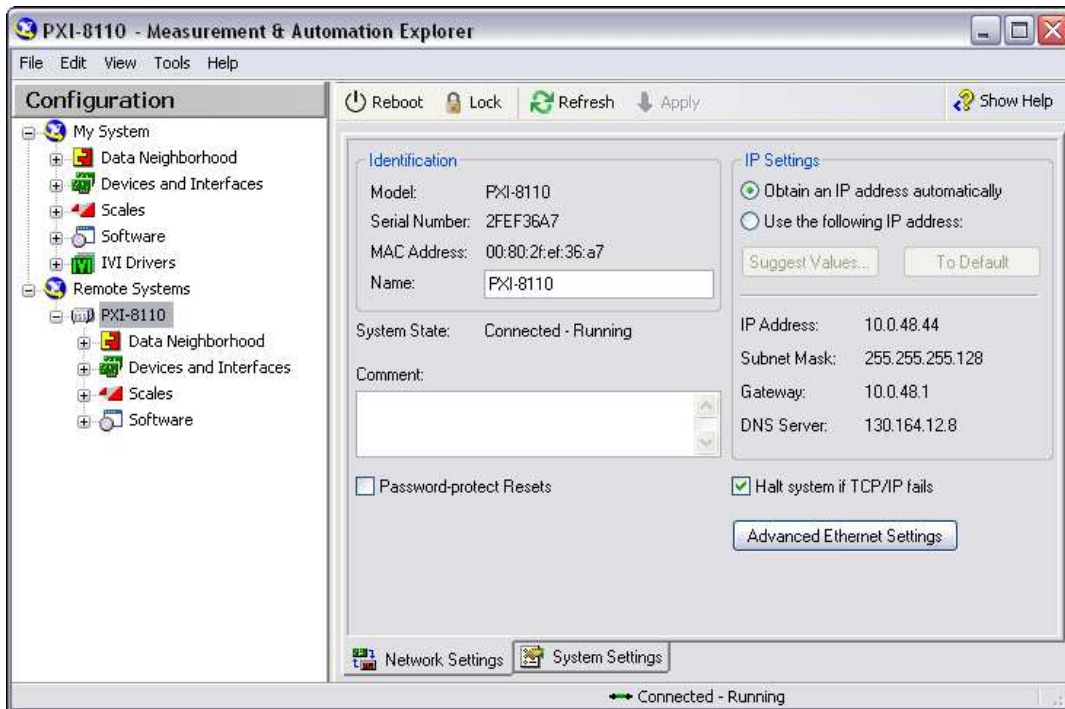 PXI-8110 - Measurement & Automation Explorer
File Edit View Tools Help
Configuration
My System
Data Neighborhood
Devices and Interfaces
Scales
Software
IVI Drivers
Remote Systems
PXI-8110
Data Neighborhood
Devices and Interfaces
Scales
Software
Reboot Lock Refresh Apply Show Help
Identification
Model: PXI-8110
Serial Number: 2FEF36A7
MAC Address: 00:80:2f:ef:36:a7
Name: PXI-8110
System State: Connected - Running
Comment:
Password-protect Resets
IP Settings
Obtain an IP address automatically
Use the following IP address:
Suggest Values... To Default
IP Address: 10.0.48.44
Subnet Mask: 255.255.255.128
Gateway: 10.0.48.1
DNS Server: 130.164.12.8
Halt system if TCP/IP fails
Advanced Ethernet Settings
Network Settings System Settings
Connected - Running